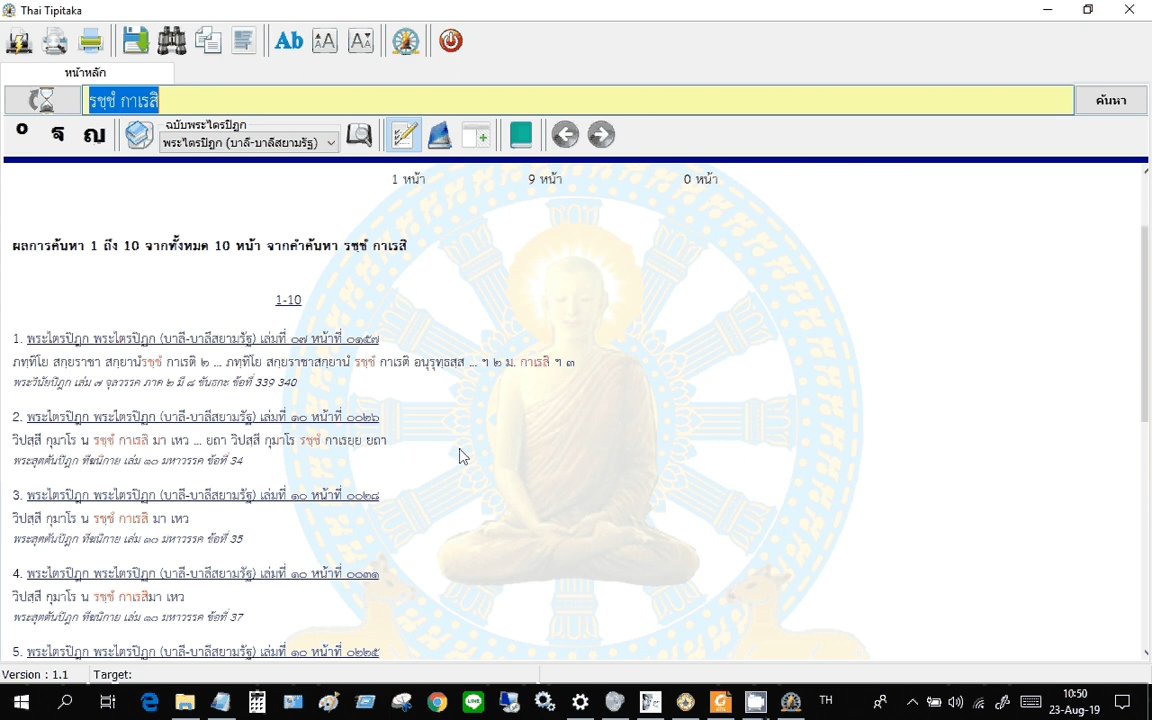 Thai Tipitaka
Ab
หน้าหลัก
รชฺชํ กาเรสิ
ค้นหา
ฉบับพระไตรปิฎก
พระไตรปิฎก (บาลี-บาลีสยามรัฐ)
1 หน้า 9 หน้า 0 หน้า
ผลการค้นหา 1 ถึง 10 จากทั้งหมด 10 หน้า จากคำค้นหา รชฺชํ กาเรสิ
1-10
1. พระไตรปิฎก พระไตรปิฎก (บาลี-บาลีสยามรัฐ) เล่มที่ ๐๗ หน้าที่ ๐๑๕๗
ภทฺทิโย สกฺยราชา สกฺยานํรชฺชํ กาเรติ ๒ ... ภทฺทิโย สกฺยราชาสกฺยานํ รชฺชํ กาเรติ อนุรุทฺธสฺส ... ฯ ๒ ม. กาเรสิ ฯ ๓
พระวินัยปิฎก เล่ม ๗ จุลวรรค ภาค ๒ มี ๘ ขันธกะ ข้อที่ 339 340
2. พระไตรปิฎก พระไตรปิฎก (บาลี-บาลีสยามรัฐ) เล่มที่ ๑๐ หน้าที่ ๐๐๒๖
วิปสฺสี กุมาโร น รชฺชํ กาเรสิ มา เหว ... ยถา วิปสฺสี กุมาโร รชฺชํ กาเรยฺย ยถา
พระสุตตันปิฎก ทีฆนิกาย เล่ม ๑๐ มหาวรรค ข้อที่ 34
3. พระไตรปิฎก พระไตรปิฎก (บาลี-บาลีสยามรัฐ) เล่มที่ ๑๐ หน้าที่ ๐๐๒๘
วิปสฺสี กุมาโร น รชฺชํ กาเรสิ มา เหว
พระสุตตันปิฎก ทีฆนิกาย เล่ม ๑๐ มหาวรรค ข้อที่ 35
4. พระไตรปิฎก พระไตรปิฎก (บาลี-บาลีสยามรัฐ) เล่มที่ ๑๐ หน้าที่ ๐๐๓๑
วิปสฺสี กุมาโร น รชฺชํ กาเรสิมา เหว
พระสุตตันปิฎก ทีฆนิกาย เล่ม ๑๐ มหาวรรค ข้อที่ 37
5. พระไตรปิฎก พระไตรปิฎก (บาลี-บาลีสยามรัฐ) เล่มที่ ๑๐ หน้าที่ ๐๒๒๕
Version : 1.1 Target:
TH
10:50
23-Aug-19